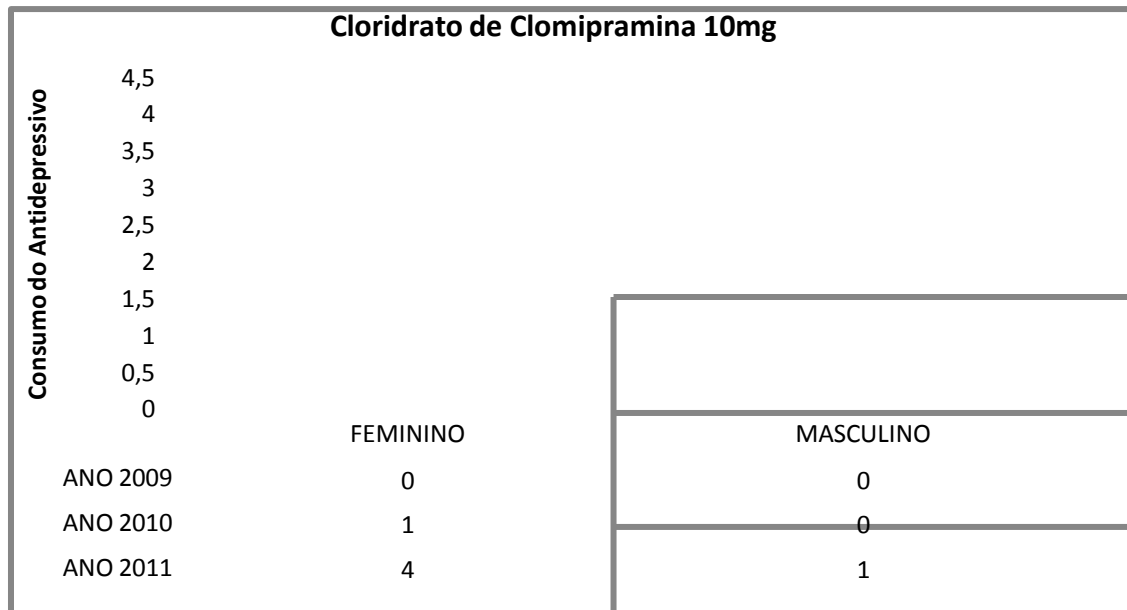 Cloridrato de Clomipramina 10mg
Consumo do Antidepressivo
4,5
4
3,5
3
2,5
2
1,5
1
0,5
0
FEMININO MASCULINO
ANO 2009 0 0
ANO 2010 1 0
ANO 2011 4 1